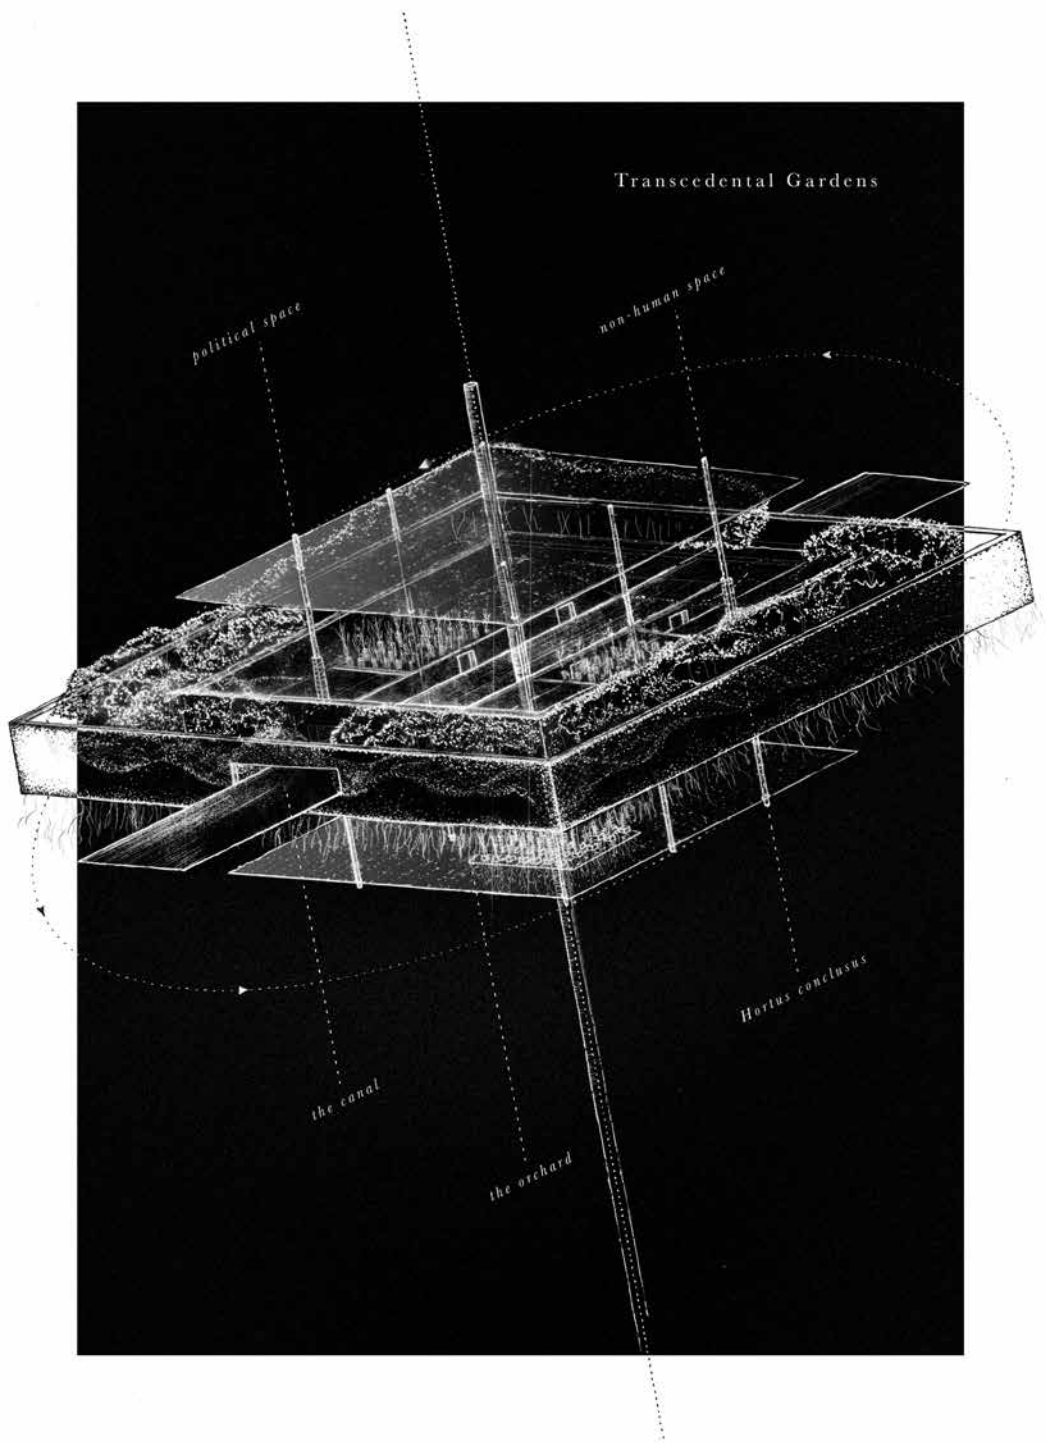 Transcedental Gardens
political space
non-human space
Hortus conclusus
the canal
the orchard